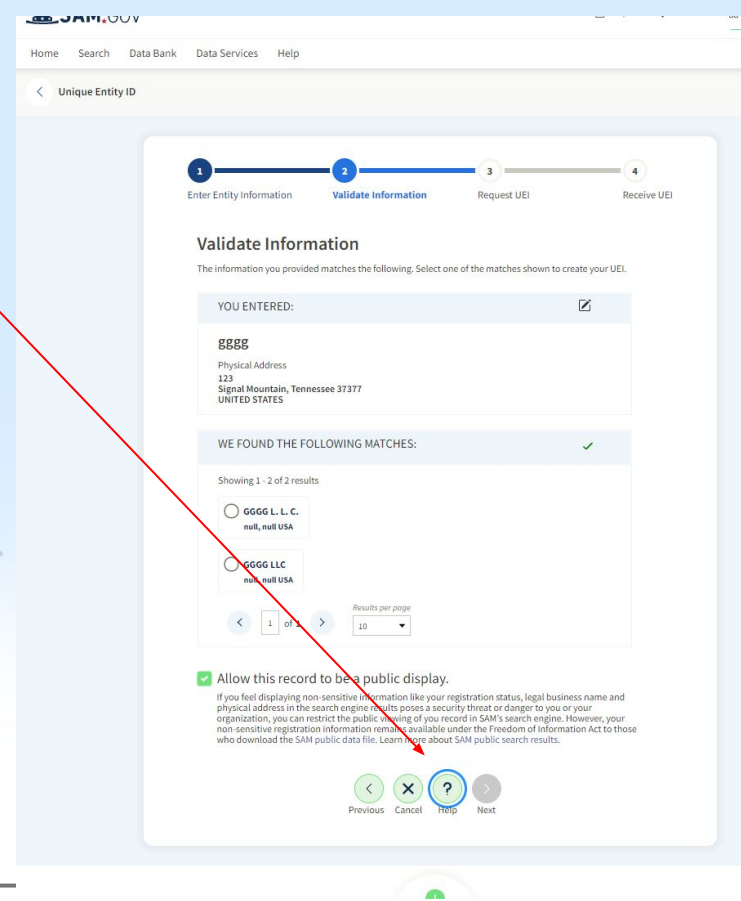 SAM.GOV
Home Search Data Bank Data Services Help
Unique Entity ID
1 2 3 4
Enter Entity Information Validate Information Request UEI Receive UEI
Validate Information
The information you provided matches the following. Select one of the matches shown to create your UEI.
YOU ENTERED:
gggg
Physical Address
123
Signal Mountain, Tennessee 37377
UNITED STATES
WE FOUND THE FOLLOWING MATCHES:
Showing 1 - 2 of 2 results
GGGG L. L. C.
null, null USA
GGGG LLC
null, null USA
Results per page
1 of 1 10
Allow this record to be a public display.
If you feel displaying non-sensitive information like your registration status, legal business name and
physical address in the search engine results poses a security threat or danger to you or your
organization, you can restrict the public viewing of you record in SAM's search engine. However, your
non-sensitive registration information remains available under the Freedom of Information Act to those
who download the SAM public data file. Learn more about SAM public search results.
?
Previous Cancel Help Next